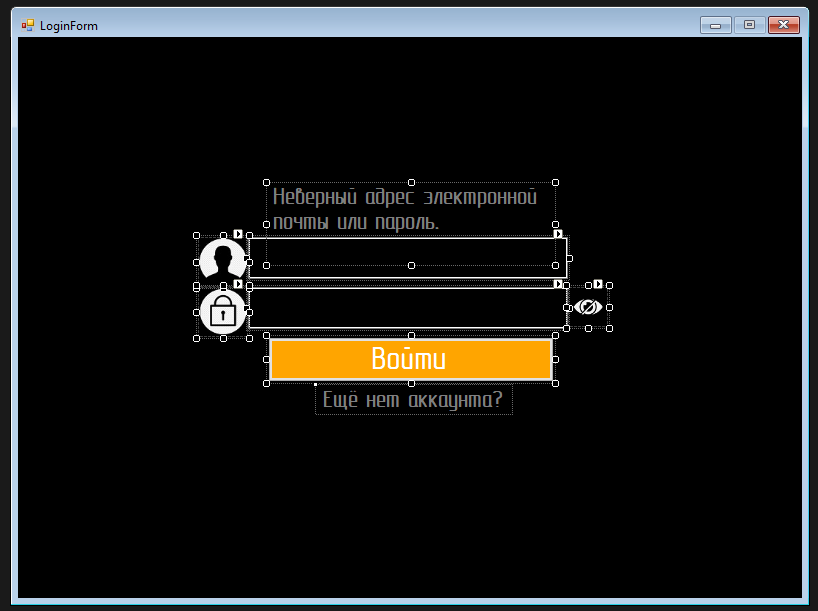 LoginForm
Неверный адрес электронной
почты или пароль.
Войти
Ещё нет аккаунта?